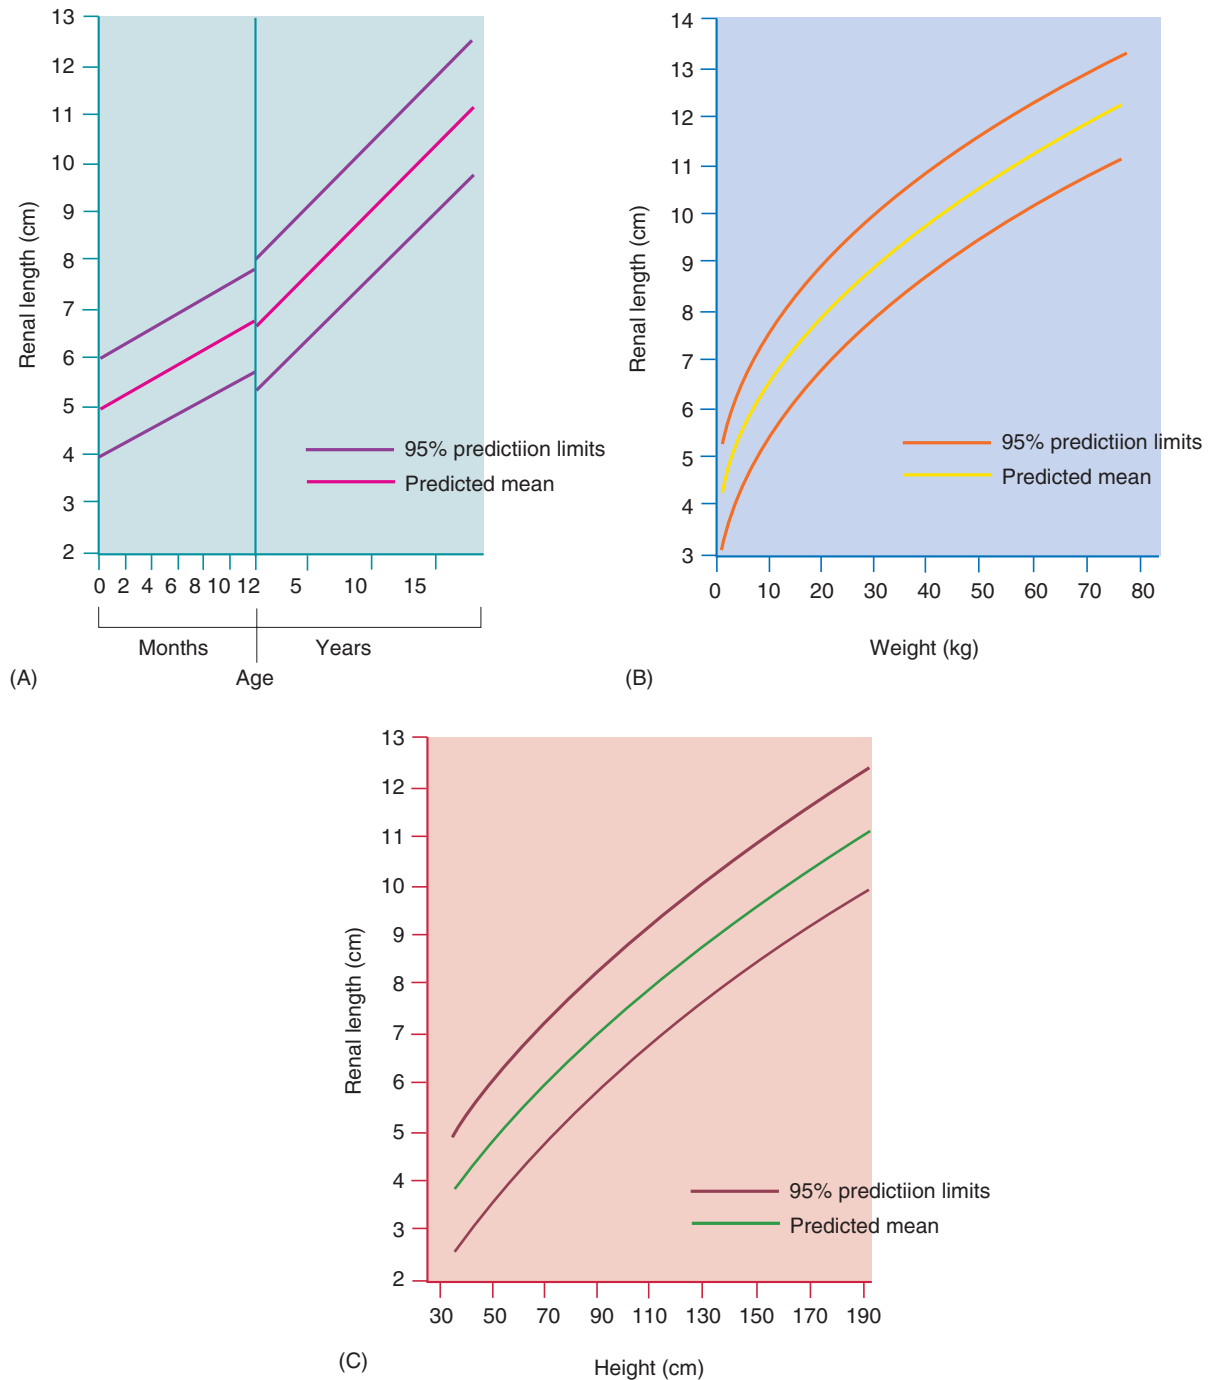 13
12
11
10
9
8
7
6
5
4
3
2
Renal length (cm)
95% predictiion limits
Predicted mean
0 2 4 6 8 10 12 5 10 15
Months Years
Age
(A)
14
13
12
11
10
9
8
7
6
5
4
3
Renal length (cm)
95% predictiion limits
Predicted mean
0 10 20 30 40 50 60 70 80
Weight (kg)
(B)
13
12
11
10
9
8
7
6
5
4
3
2
Renal length (cm)
95% predictiion limits
Predicted mean
30 50 70 90 110 130 150 170 190
Height (cm)
(C)